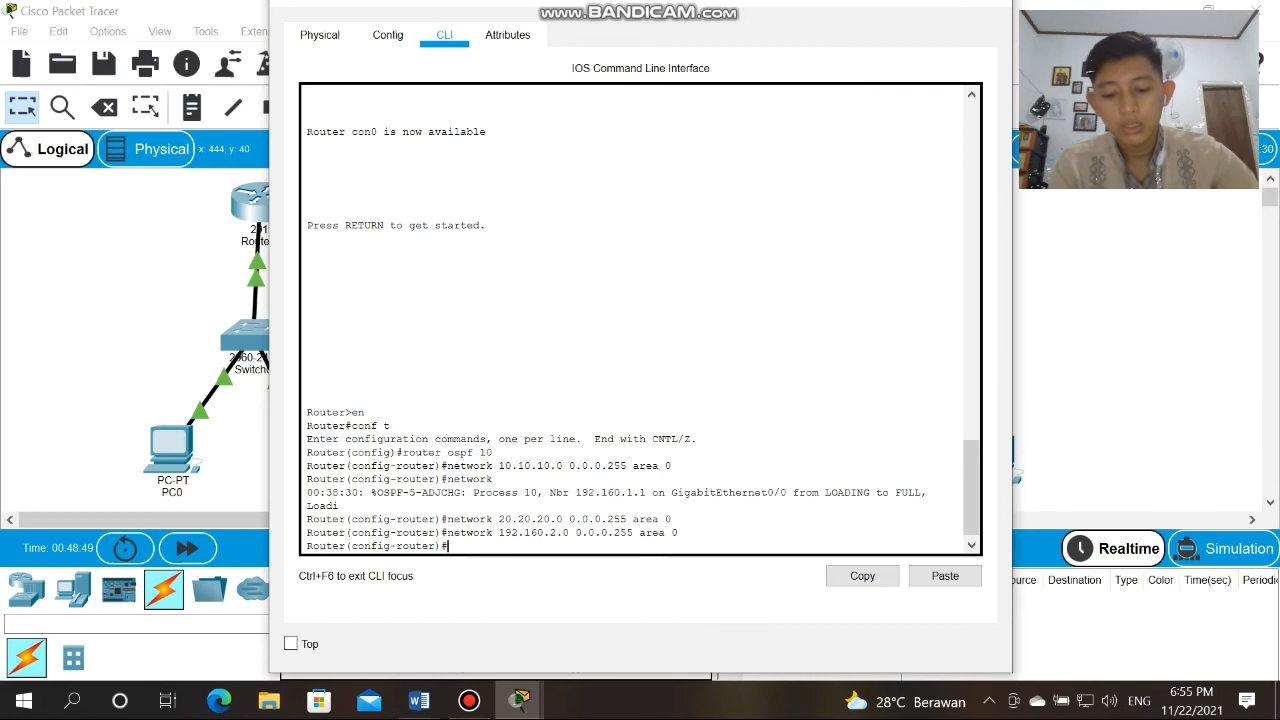 www.BANDICAM.com
Cisco Packet Tracer
File Edit Options View Tools Exten
Physical Config CLI Attributes
IOS Command Line Interface
Logical
Physical
x: 444, y: 40
:30
Router con0 is now available
Press RETURN to get started.
Router>en
Router#conf t
Enter configuration commands, one per line. End with CNTL/Z.
Router(config)#router ospf 10
Router(config-router)#network 10.10.10.0 0.0.0.255 area 0
Router(config-router)#network
00:38:30: %OSPF-5-ADJCHG: Process 10, Nbr 192.160.1.1 on GigabitEthernet0/0 from LOADING to FULL,
Loadi
Router(config-router)#network 20.20.20.0 0.0.0.255 area 0
Router(config-router)#network 192.160.2.0 0.0.0.255 area 0
Router(config-router)#
Ctrl+F6 to exit CLI focus
Copy
Paste
Top
PC-PT
PC0
Time: 00:48:49
Realtime
Simulation
Destination Type Color Time(sec) Periodi
28°C Berawan
ENG
6:55 PM
11/22/2021